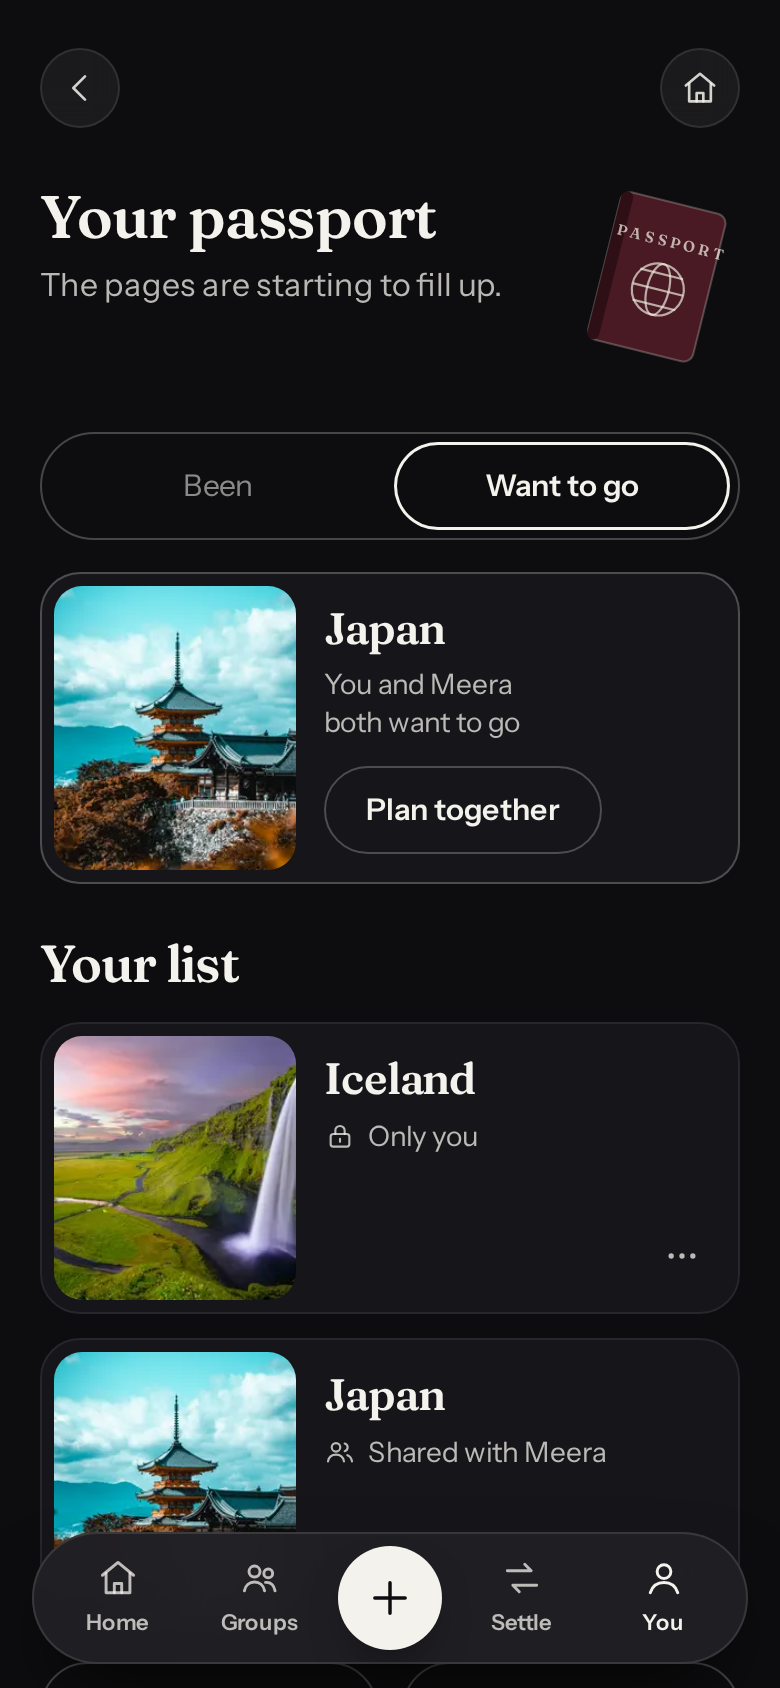 Your passport
The pages are starting to fill up.
PASSPORT
Been
Want to go
Japan
You and Meera
both want to go
Plan together
Your list
Iceland
Only you
Japan
Shared with Meera
Home
Groups
Settle
You